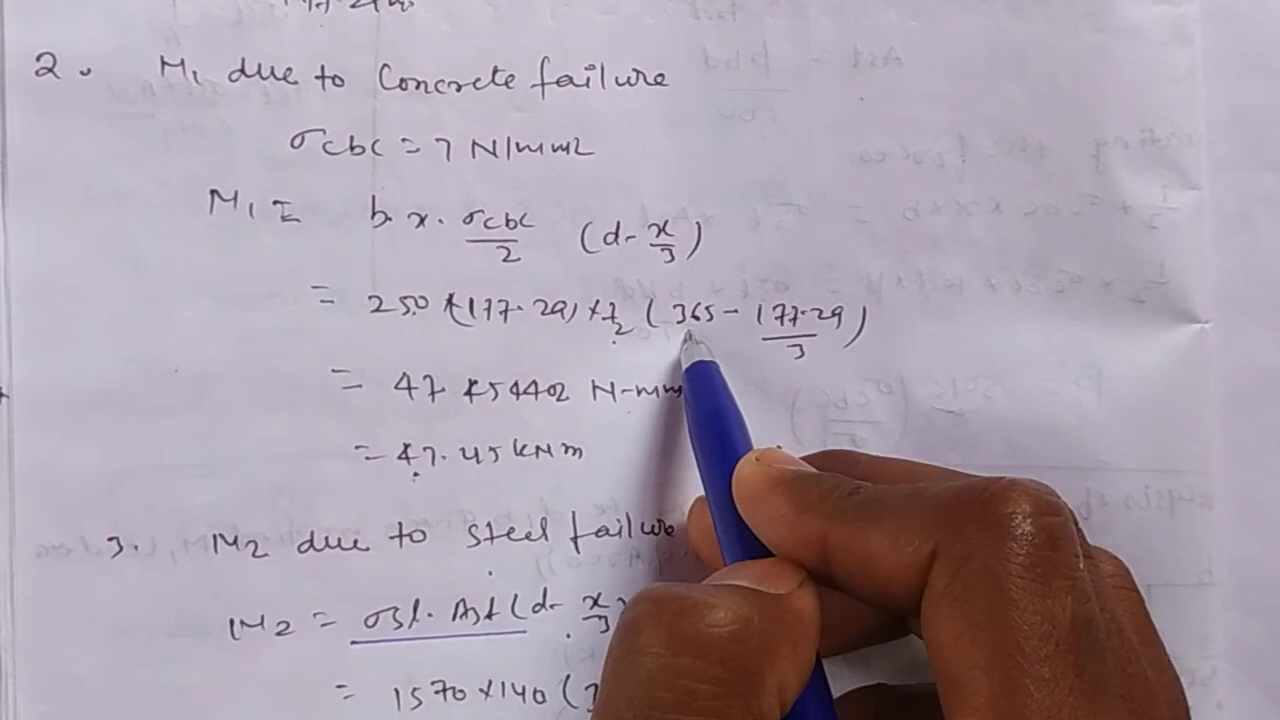 2. M1 due to Concrete failure
σcbc = 7 N/mm2
M1 = b. x. σcbc/2 (d- x/3)
= 250 × (177.29) × 7/2 (365 - 177.29/3)
= 47 454402 N-mm
= 47.45 kNm
3. M2 due to steel failure
M2 = σst. Ast (d- x/3)
= 1570 × 140 (3